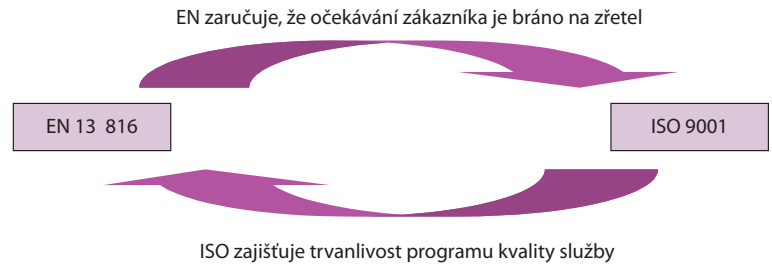 EN zaručuje, že očekávání zákazníka je bráno na zřetel
EN 13 816
ISO 9001
ISO zajišťuje trvanlivost programu kvality služby